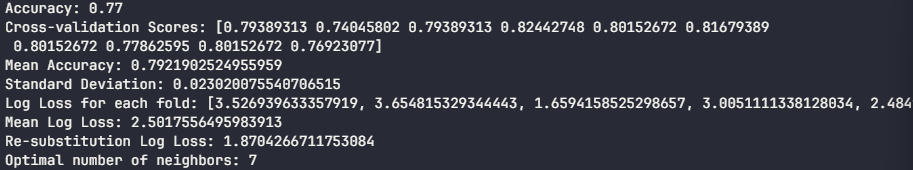 Accuracy: 0.77
Cross-validation Scores: [0.79389313 0.74045802 0.79389313 0.82442748 0.80152672 0.81679389
 0.80152672 0.77862595 0.80152672 0.76923077]
Mean Accuracy: 0.7921902524955959
Standard Deviation: 0.023020075540706515
Log Loss for each fold: [3.526939633357919, 3.654815329344443, 1.6594158525298657, 3.0051111338128034, 2.484
Mean Log Loss: 2.5017556495983913
Re-substitution Log Loss: 1.8704266711753084
Optimal number of neighbors: 7